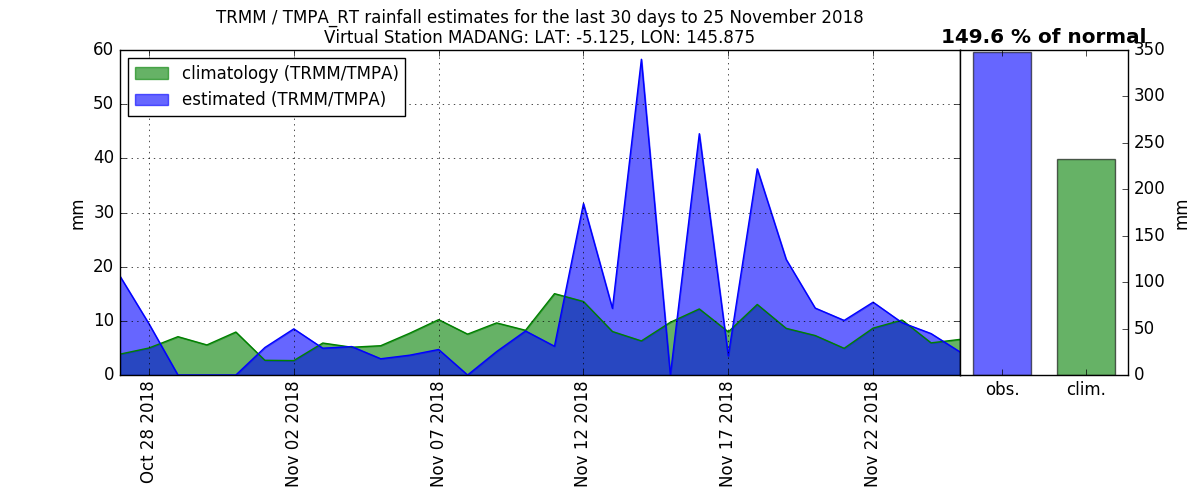 TRMM / TMPA_RT rainfall estimates for the last 30 days to 25 November 2018
Virtual Station MADANG: LAT: -5.125, LON: 145.875
149.6 % of normal
climatology (TRMM/TMPA)
estimated (TRMM/TMPA)
60
50
40
30
20
10
0
mm
Oct 28 2018
Nov 02 2018
Nov 07 2018
Nov 12 2018
Nov 17 2018
Nov 22 2018
350
300
250
200
150
100
50
0
mm
obs.
clim.